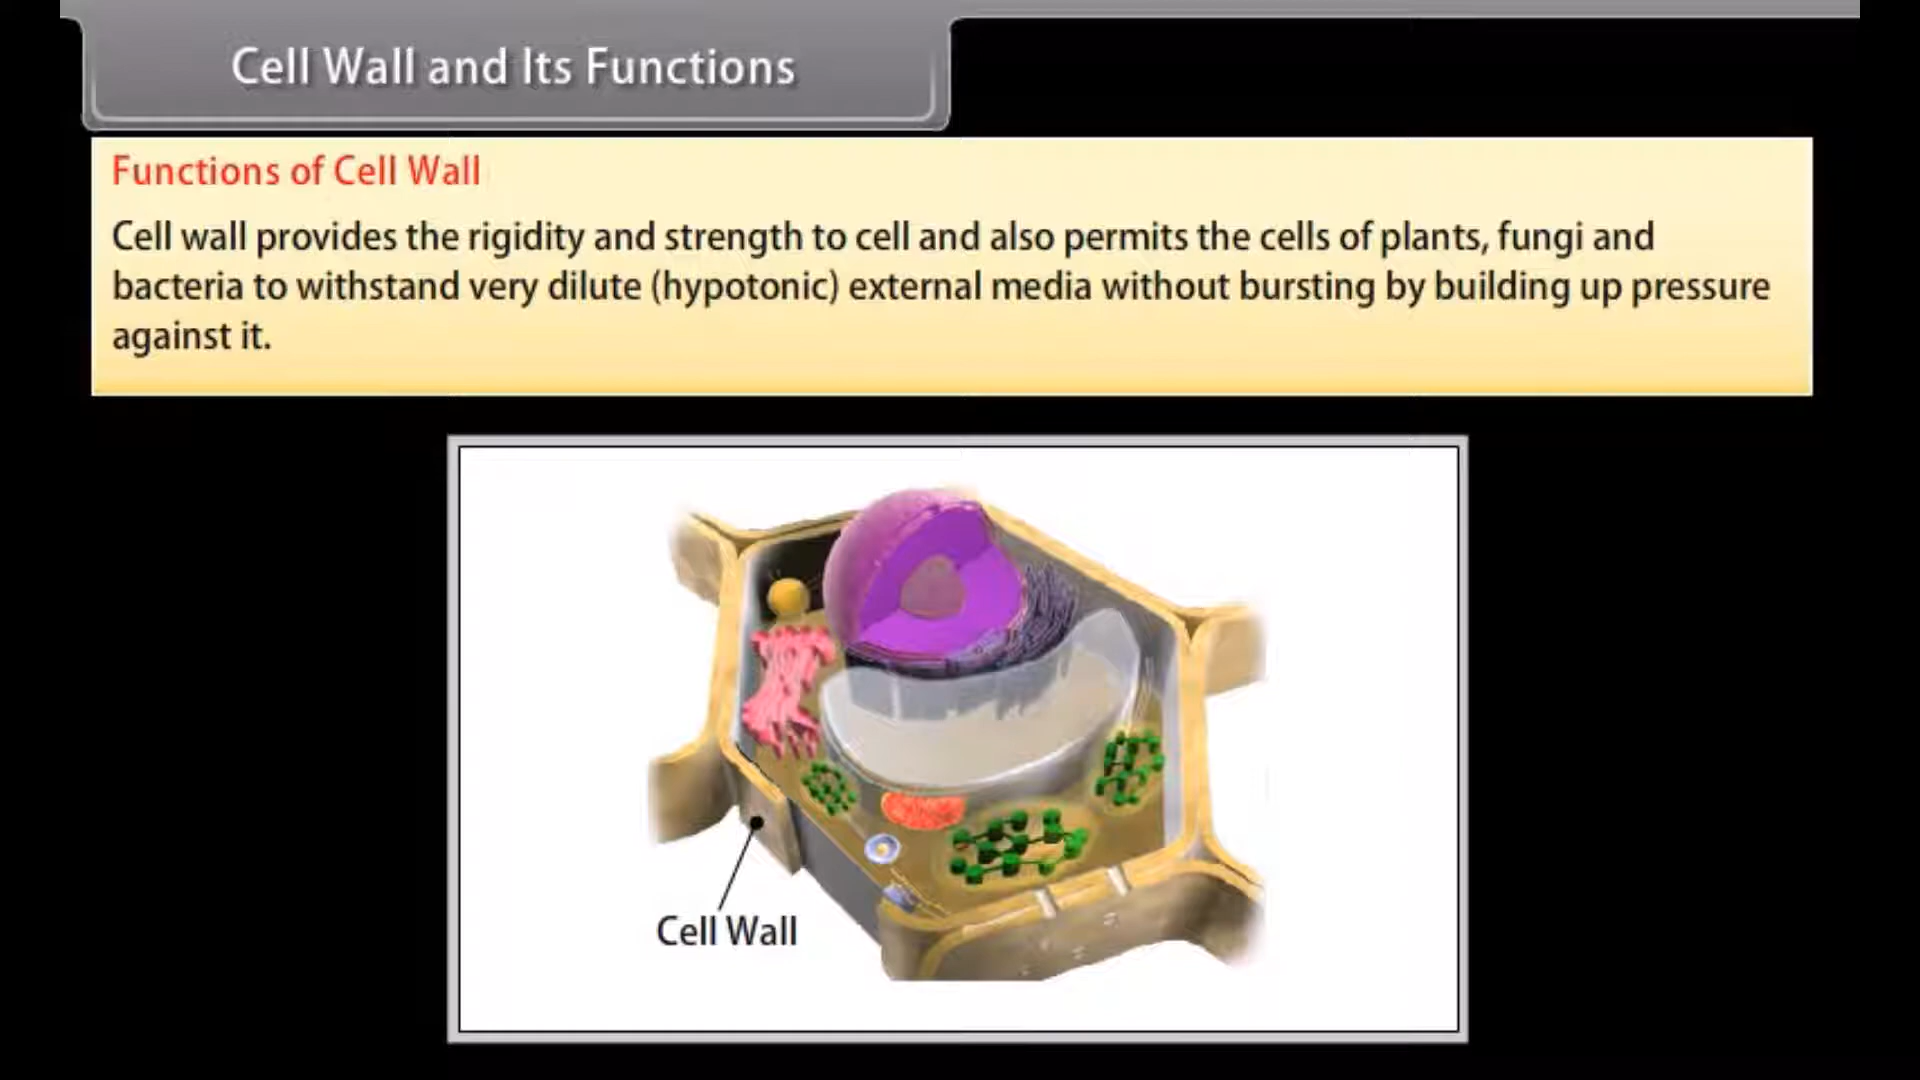 Cell Wall and Its Functions
Functions of Cell Wall
Cell wall provides the rigidity and strength to cell and also permits the cells of plants, fungi and
bacteria to withstand very dilute (hypotonic) external media without bursting by building up pressure
against it.
Cell Wall